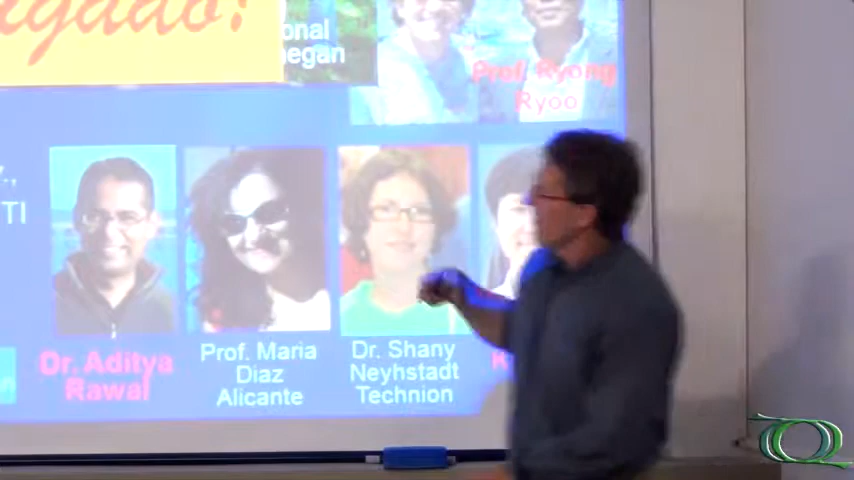 onal
negan
Prof. Ryong
Ryoo
TI
Dr. Aditya
Rawal
Prof. Maria
Diaz
Alicante
Dr. Shany
Neyhstadt
Technion